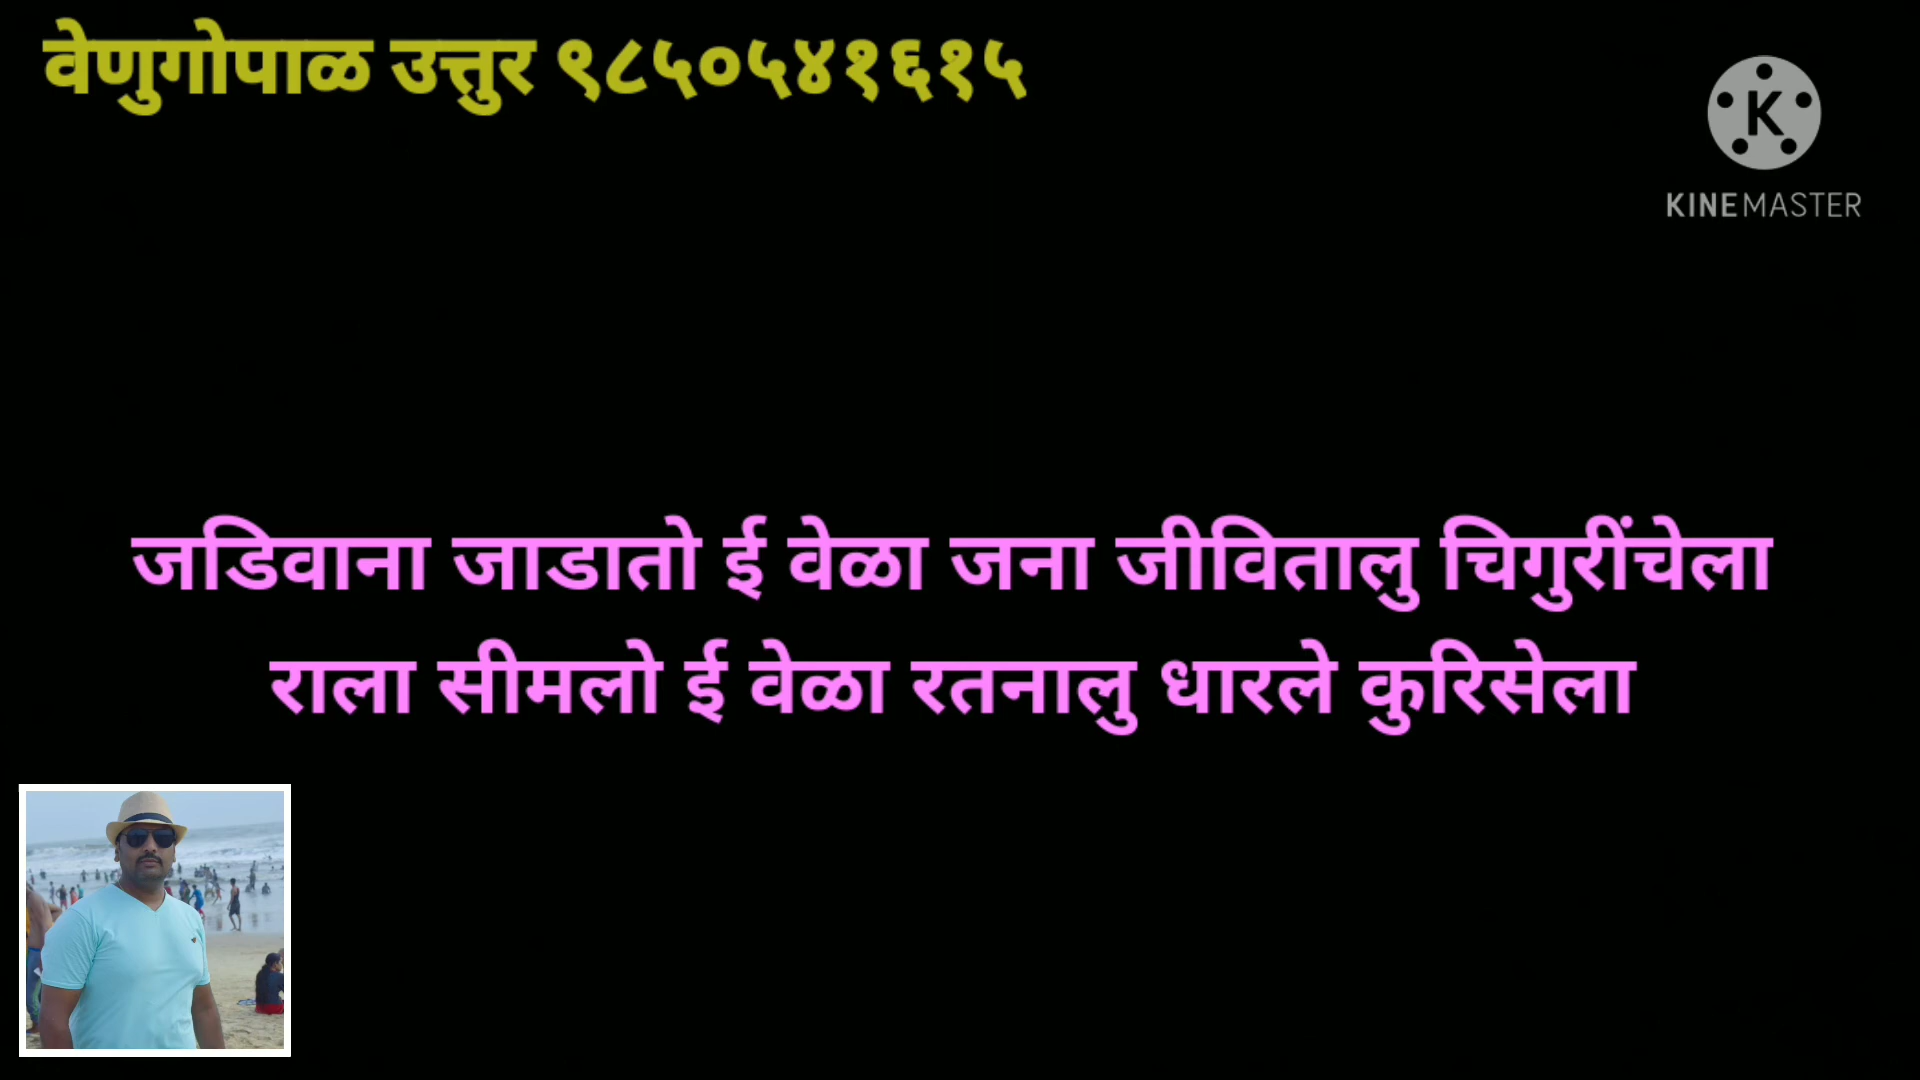 वेणुगोपाळ उत्तुर ९८५०५४१६१५
K
KINEMASTER
जडिवाना जाडातो ई वेळा जना जीवितालु चिगुरींचेला
राला सीमलो ई वेळा रतनालु धारले कुरिसेला